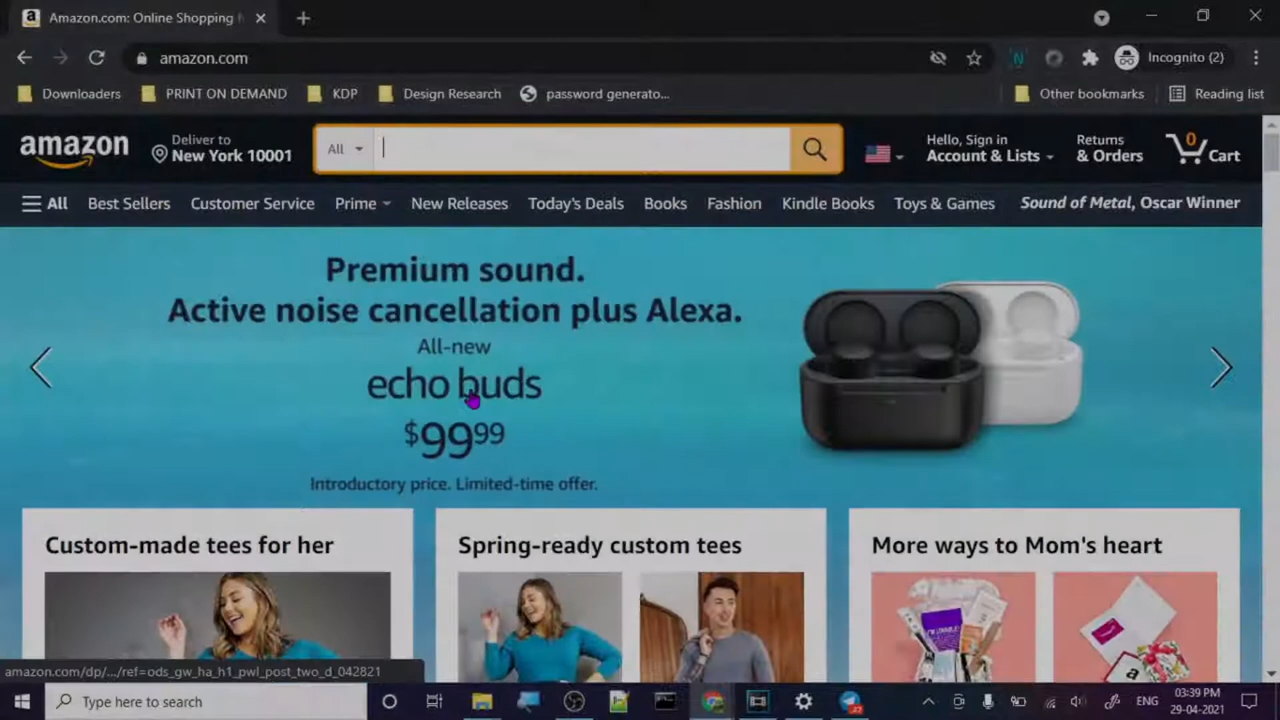 Amazon.com: Online Shopping
amazon.com
Incognito (2)
Downloaders
PRINT ON DEMAND
KDP
Design Research
password generato...
Other bookmarks
Reading list
amazon
Deliver to
New York 10001
All
Hello, Sign in
Account & Lists
Returns
& Orders
0
Cart
All
Best Sellers
Customer Service
Prime
New Releases
Today's Deals
Books
Fashion
Kindle Books
Toys & Games
Sound of Metal, Oscar Winner
Premium sound.
Active noise cancellation plus Alexa.
All-new
echo buds
$99.99
Introductory price. Limited-time offer.
Custom-made tees for her
Spring-ready custom tees
More ways to Mom's heart
amazon.com/dp/.../ref=ods_gw_ha_h1_pwl_post_two_d_042821
Type here to search
ENG
03:39 PM
29-04-2021